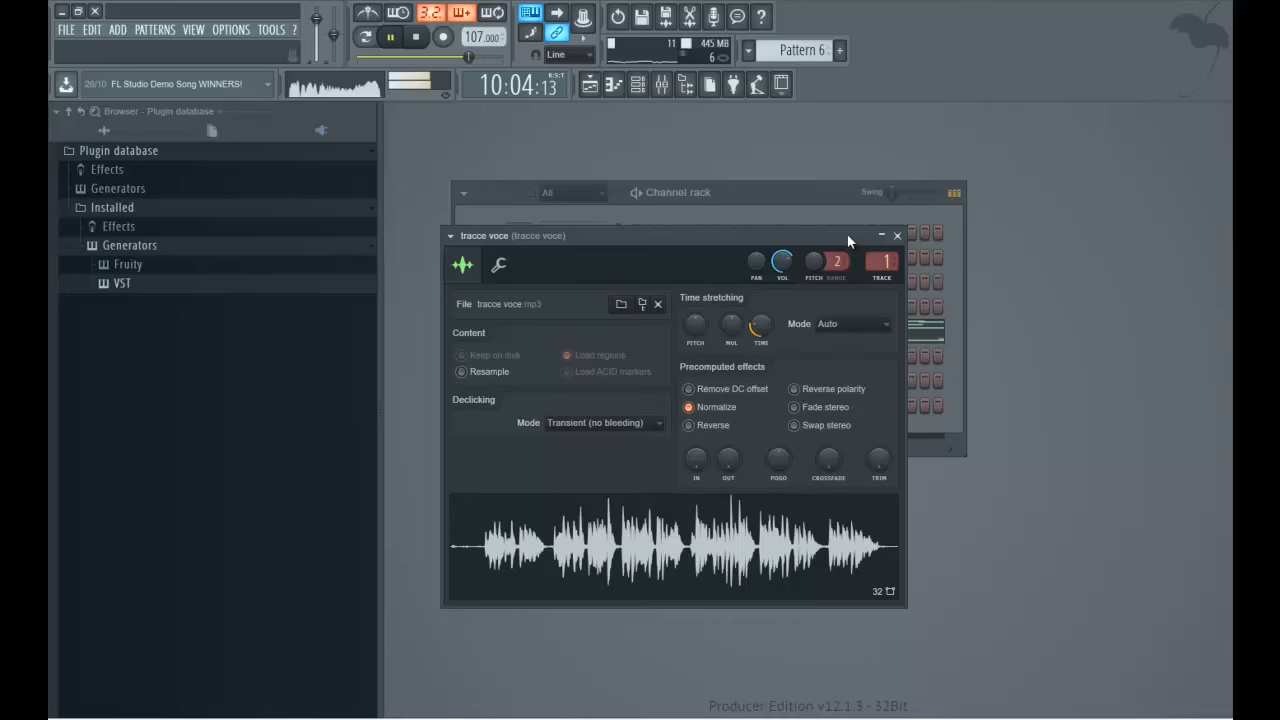 3.2.
FILE EDIT ADD PATTERNS VIEW OPTIONS TOOLS ?
107.000
Line
11 445 MB
6
Pattern 6
26/10 FL Studio Demo Song WINNERS!
10:04:13
B:S:T
Browser - Plugin database
Plugin database
Effects
Generators
Installed
Effects
Generators
Fruity
VST
All Channel rack Swing
tracce voce (tracce voce)
2 1
PAN VOL PITCH RANGE TRACK
File tracce voce.mp3
Content
Keep on disk Load regions
Resample Load ACID markers
Declicking
Mode Transient (no bleeding)
Time stretching
Mode Auto
PITCH MUL TIME
Precomputed effects
Remove DC offset Reverse polarity
Normalize Fade stereo
Reverse Swap stereo
IN OUT POGO CROSSFADE TRIM
32
Producer Edition v12.1.3 - 32Bit